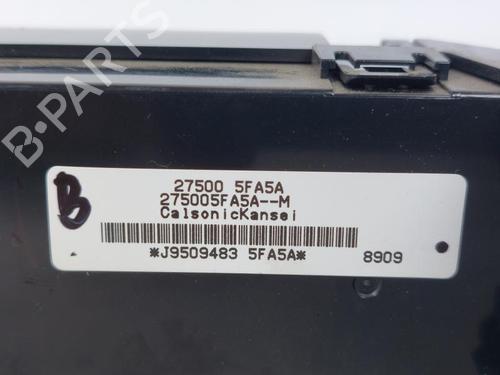 B-PARTS
B
27500 5FA5A
275005FA5A--M
CalsonicKansei
*J9509483 5FA5A*
8909